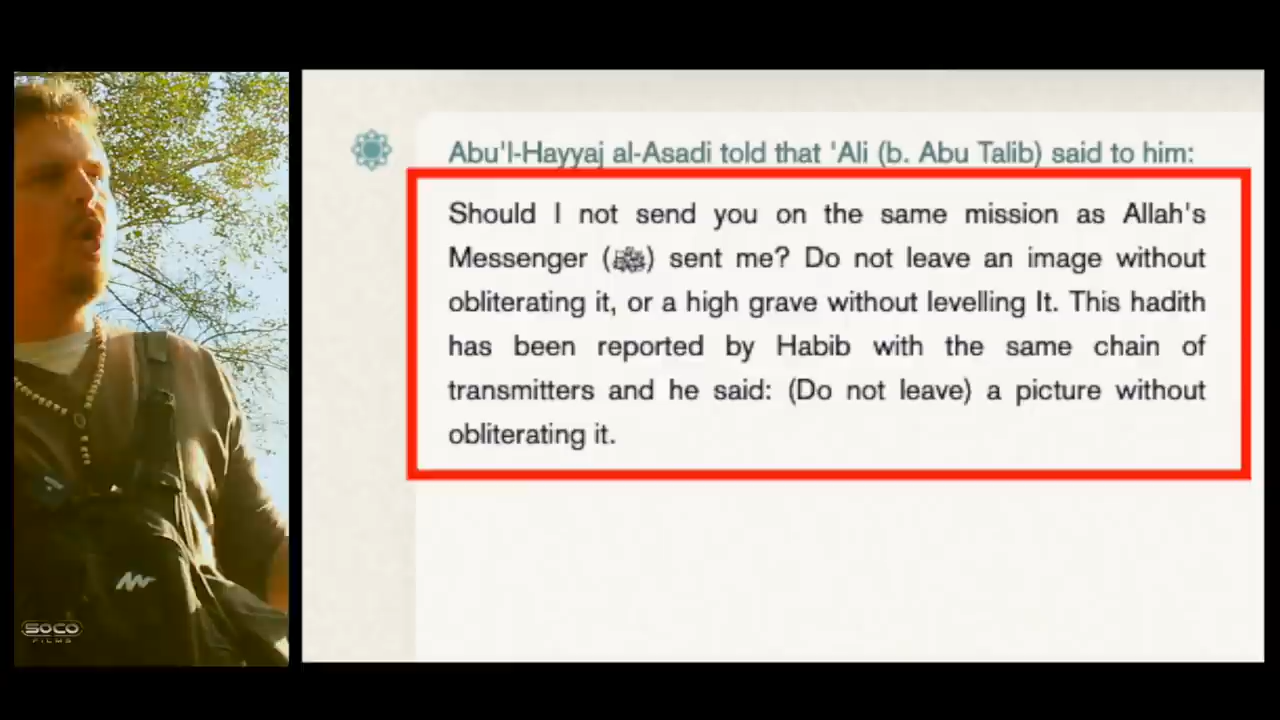 Abu'l-Hayyaj al-Asadi told that 'Ali (b. Abu Talib) said to him:
Should I not send you on the same mission as Allah's
Messenger (ﷺ) sent me? Do not leave an image without
obliterating it, or a high grave without levelling It. This hadith
has been reported by Habib with the same chain of
transmitters and he said: (Do not leave) a picture without
obliterating it.
SOCO
FILMS